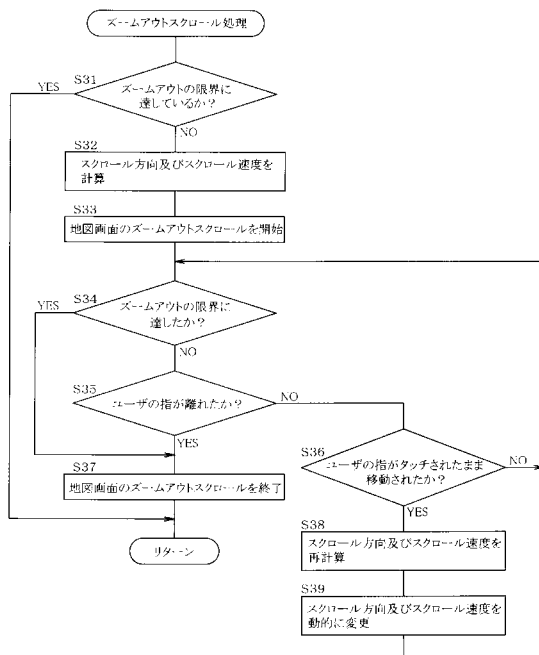 ズームアウトスクロール処理
S31
YES
ズームアウトの限界に
達しているか?
NO
S32
スクロール方向及びスクロール速度を
計算
S33
地図画面のズームアウトスクロールを開始
S34
YES
ズームアウトの限界に
達したか?
NO
S35
ユーザの指が離れたか?
NO
YES
S36
ユーザの指がタッチされたまま
移動されたか?
NO
YES
S37
地図画面のズームアウトスクロールを終了
リターン
S38
スクロール方向及びスクロール速度を
再計算
S39
スクロール方向及びスクロール速度を
動的に変更